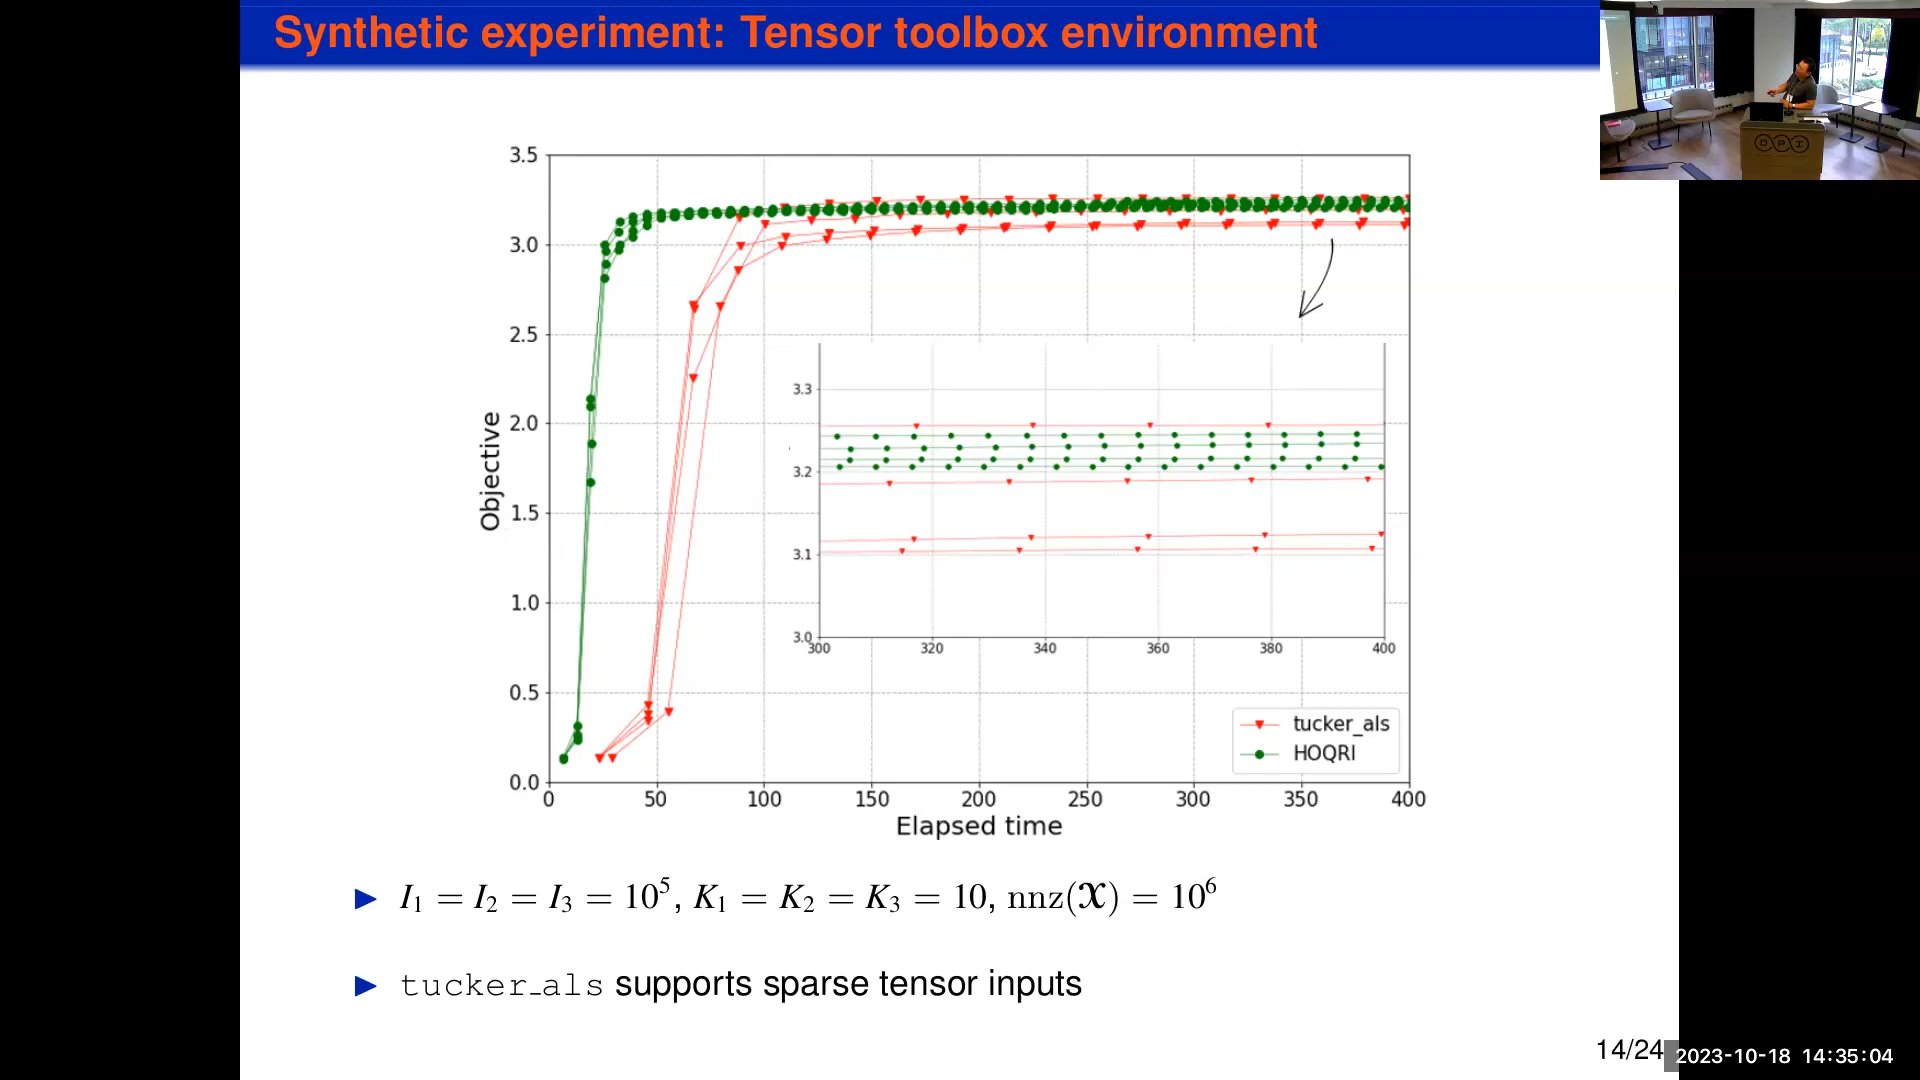 Synthetic experiment: Tensor toolbox environment
DPI
3.5
3.0
2.5
2.0
1.5
1.0
0.5
0.0
Objective
0 50 100 150 200 250 300 350 400
Elapsed time
3.3
3.2
3.1
3.0
300 320 340 360 380 400
tucker_als
HOQRI
I₁ = I₂ = I₃ = 10⁵, K₁ = K₂ = K₃ = 10, nnz(𝓧) = 10⁶
tucker_als supports sparse tensor inputs
14/24
2023-10-18 14:35:04